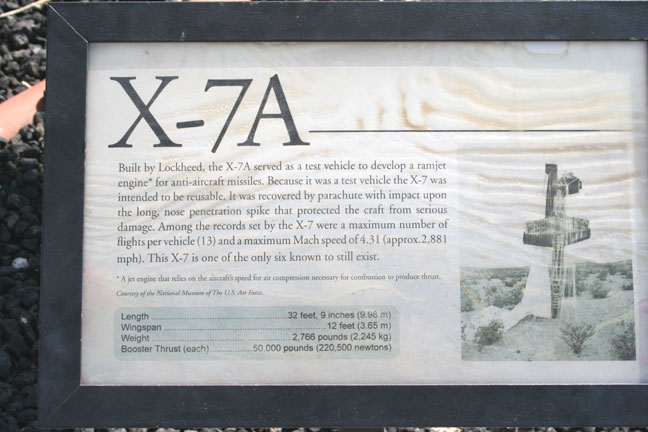 X-7A
Built by Lockheed, the X-7A served as a test vehicle to develop a ramjet
engine* for anti-aircraft missiles. Because it was a test vehicle the X-7 was
intended to be reusable. It was recovered by parachute with impact upon
the long, nose penetration spike that protected the craft from serious
damage. Among the records set by the X-7 were a maximum number of
flights per vehicle (13) and a maximum Mach speed of 4.31 (approx.2,881
mph). This X-7 is one of the only six known to still exist.
* A jet engine that relies on the aircraft's speed for air compression necessary for combustion to produce thrust.
Courtesy of the National Museum of The U.S. Air Force.
Length ........................................ 32 feet, 9 inches (9.98 m)
Wingspan ................................................ 12 feet (3.65 m)
Weight ........................................ 2,766 pounds (2,245 kg)
Booster Thrust (each) .................. 50,000 pounds (220,500 newtons)